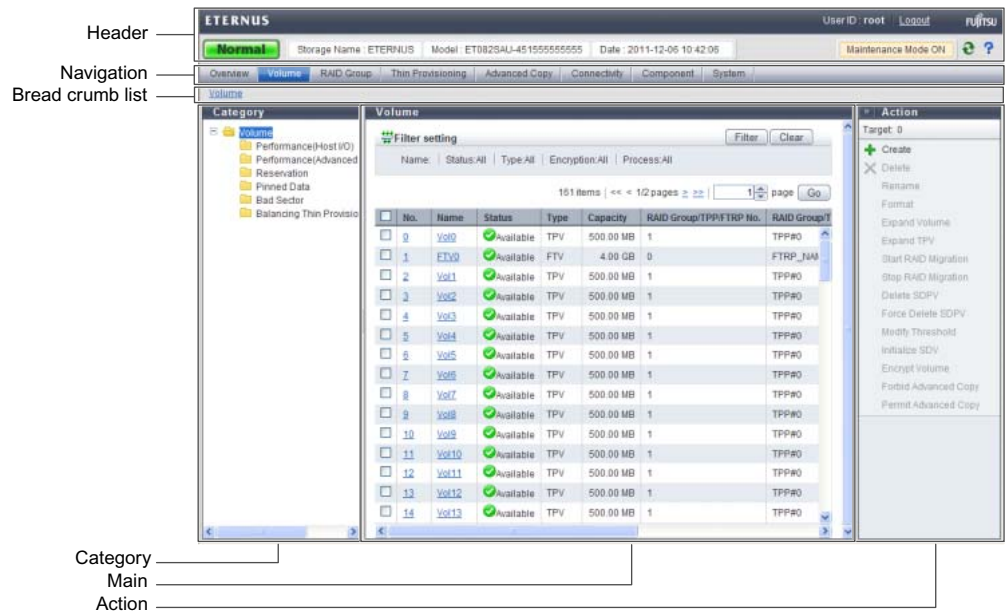 Header
Navigation
Bread crumb list
ETERNUS
User ID : root Logout FUJITSU
Normal Storage Name : ETERNUS Model : ET082SAU-451555555555 Date : 2011-12-06 10:42:06 Maintenance Mode ON ?
Overview Volume RAID Group Thin Provisioning Advanced Copy Connectivity Component System
Volume
Category
Volume
Performance(Host I/O)
Performance(Advanced
Reservation
Pinned Data
Bad Sector
Balancing Thin Provisio
Volume
Filter setting Filter Clear
Name: Status:All Type:All Encryption:All Process:All
161 items << < 1/2 pages > >> 1 page Go
No. Name Status Type Capacity RAID Group/TPP/FTRP No. RAID Group/T
0 Vol0 Available TPV 500.00 MB 1 TPP#0
1 FTV0 Available FTV 4.00 GB 0 FTRP_NAM
2 Vol1 Available TPV 500.00 MB 1 TPP#0
3 Vol2 Available TPV 500.00 MB 1 TPP#0
4 Vol3 Available TPV 500.00 MB 1 TPP#0
5 Vol4 Available TPV 500.00 MB 1 TPP#0
6 Vol5 Available TPV 500.00 MB 1 TPP#0
7 Vol6 Available TPV 500.00 MB 1 TPP#0
8 Vol7 Available TPV 500.00 MB 1 TPP#0
9 Vol8 Available TPV 500.00 MB 1 TPP#0
10 Vol9 Available TPV 500.00 MB 1 TPP#0
11 Vol10 Available TPV 500.00 MB 1 TPP#0
12 Vol11 Available TPV 500.00 MB 1 TPP#0
13 Vol12 Available TPV 500.00 MB 1 TPP#0
14 Vol13 Available TPV 500.00 MB 1 TPP#0
Action
Target: 0
Create
Delete
Rename
Format
Expand Volume
Expand TPV
Start RAID Migration
Stop RAID Migration
Delete SDPV
Force Delete SDPV
Modify Threshold
Initialize SDV
Encrypt Volume
Forbid Advanced Copy
Permit Advanced Copy
Category
Main
Action